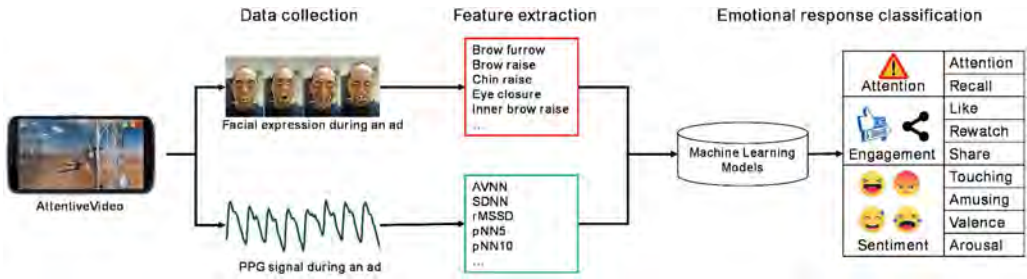 Data collection
Feature extraction
Emotional response classification
AttentiveVideo
Facial expression during an ad
PPG signal during an ad
Brow furrow
Brow raise
Chin raise
Eye closure
Inner brow raise
...
AVNN
SDNN
rMSSD
pNN5
pNN10
...
Machine Learning
Models
Attention
Attention
Recall
Engagement
Like
Rewatch
Share
Sentiment
Touching
Amusing
Valence
Arousal